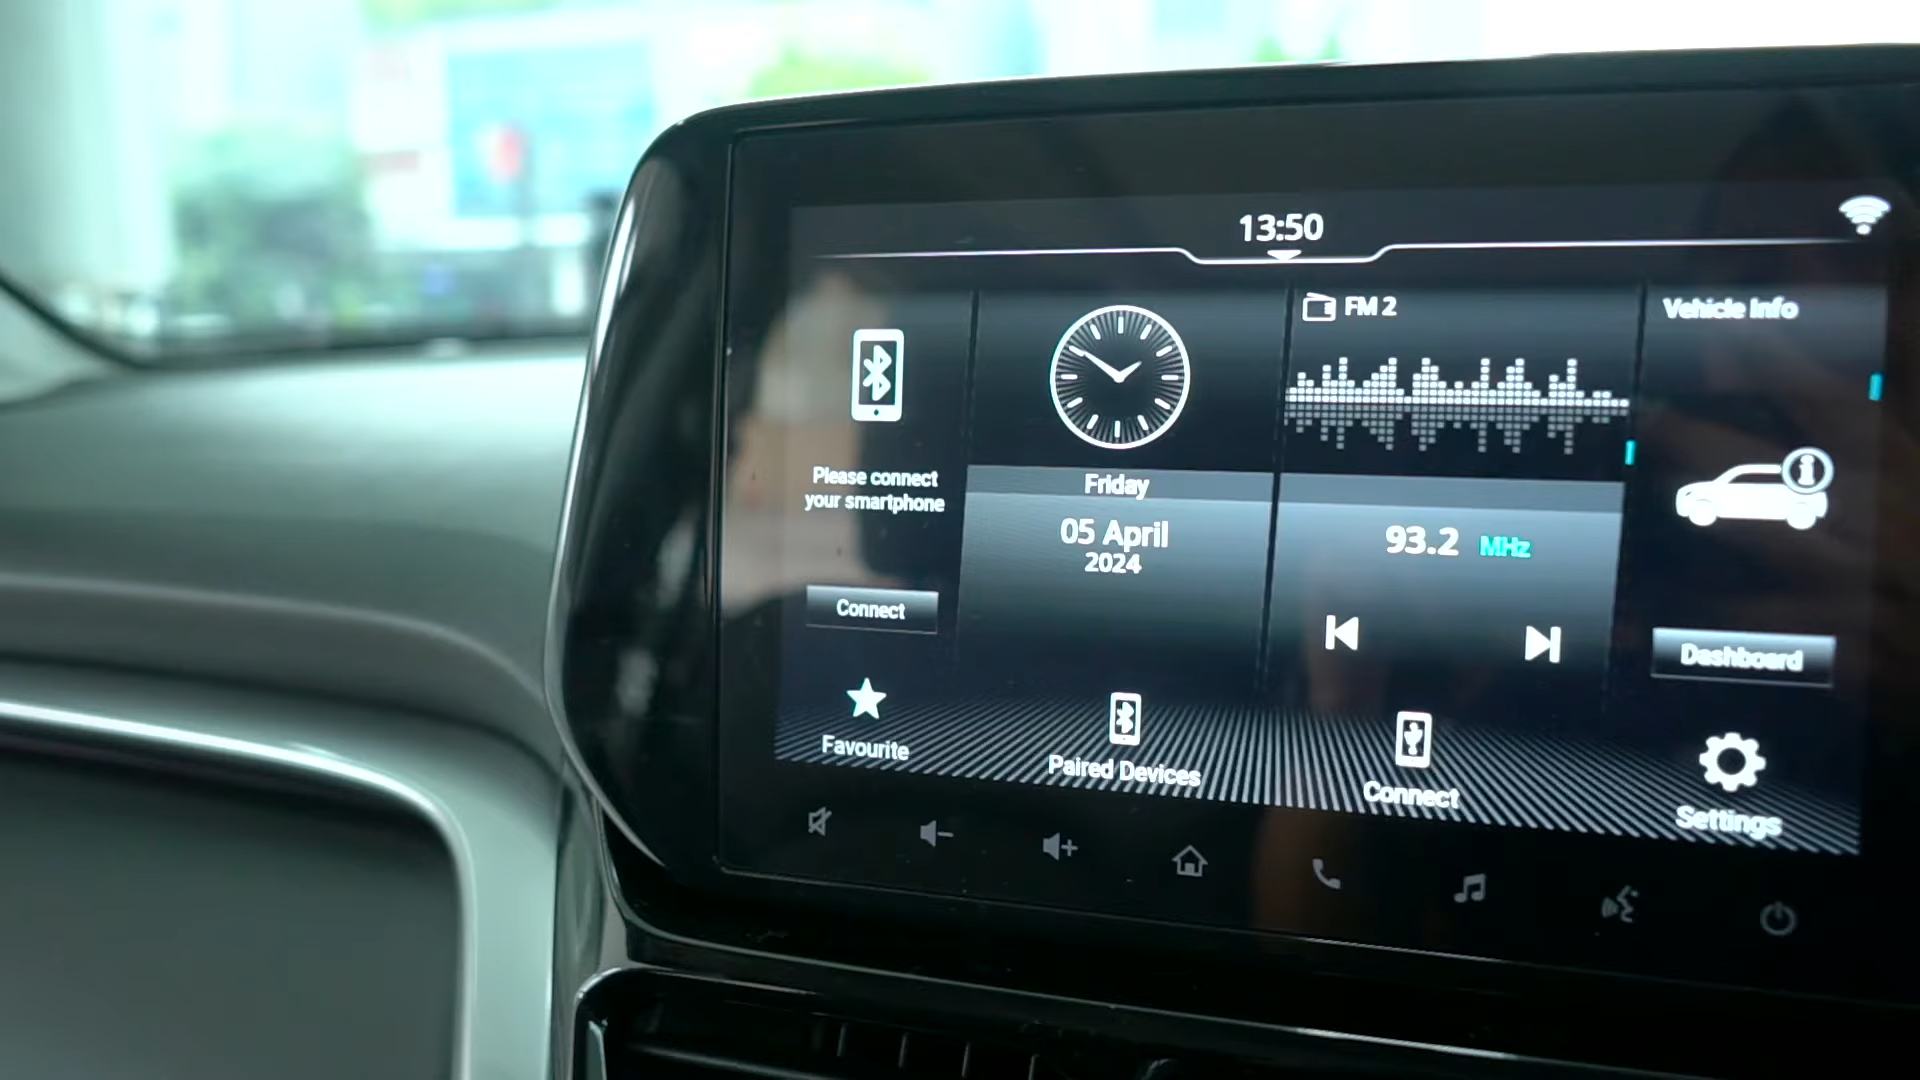 13:50
Please connect
your smartphone
Connect
Friday
05 April
2024
FM 2
93.2 MHz
Vehicle Info
Dashboard
Favourite
Paired Devices
Connect
Settings